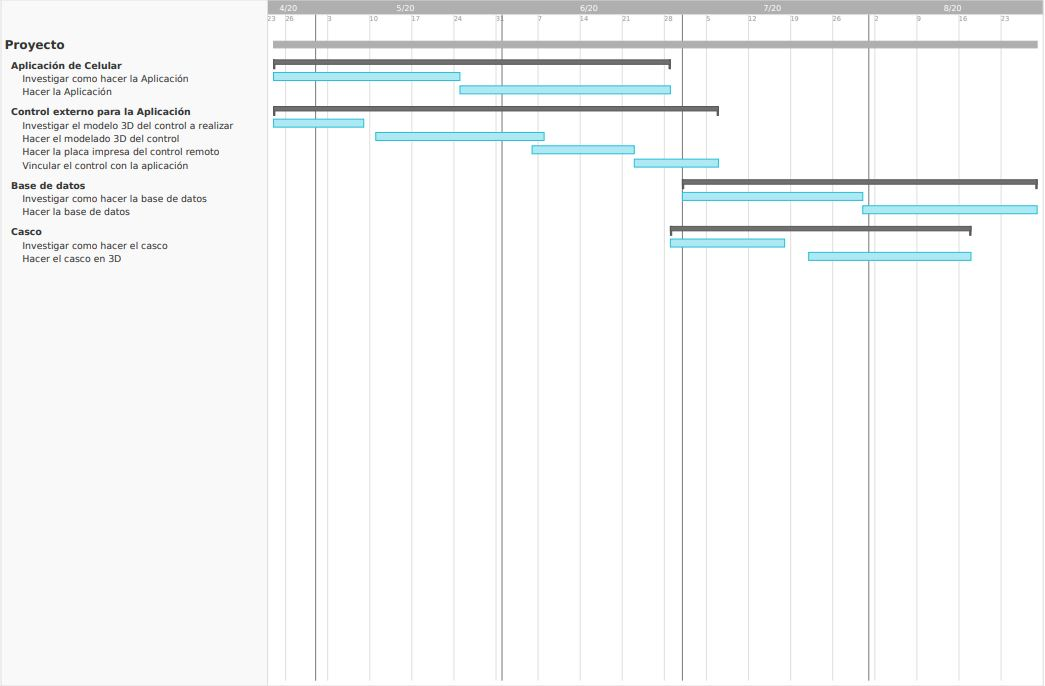 4/20 5/20 6/20 7/20 8/20
23 26 3 10 17 24 31 7 14 21 28 5 12 19 26 2 9 16 23
Proyecto
Aplicación de Celular
Investigar como hacer la Aplicación
Hacer la Aplicación
Control externo para la Aplicación
Investigar el modelo 3D del control a realizar
Hacer el modelado 3D del control
Hacer la placa impresa del control remoto
Vincular el control con la aplicación
Base de datos
Investigar como hacer la base de datos
Hacer la base de datos
Casco
Investigar como hacer el casco
Hacer el casco en 3D